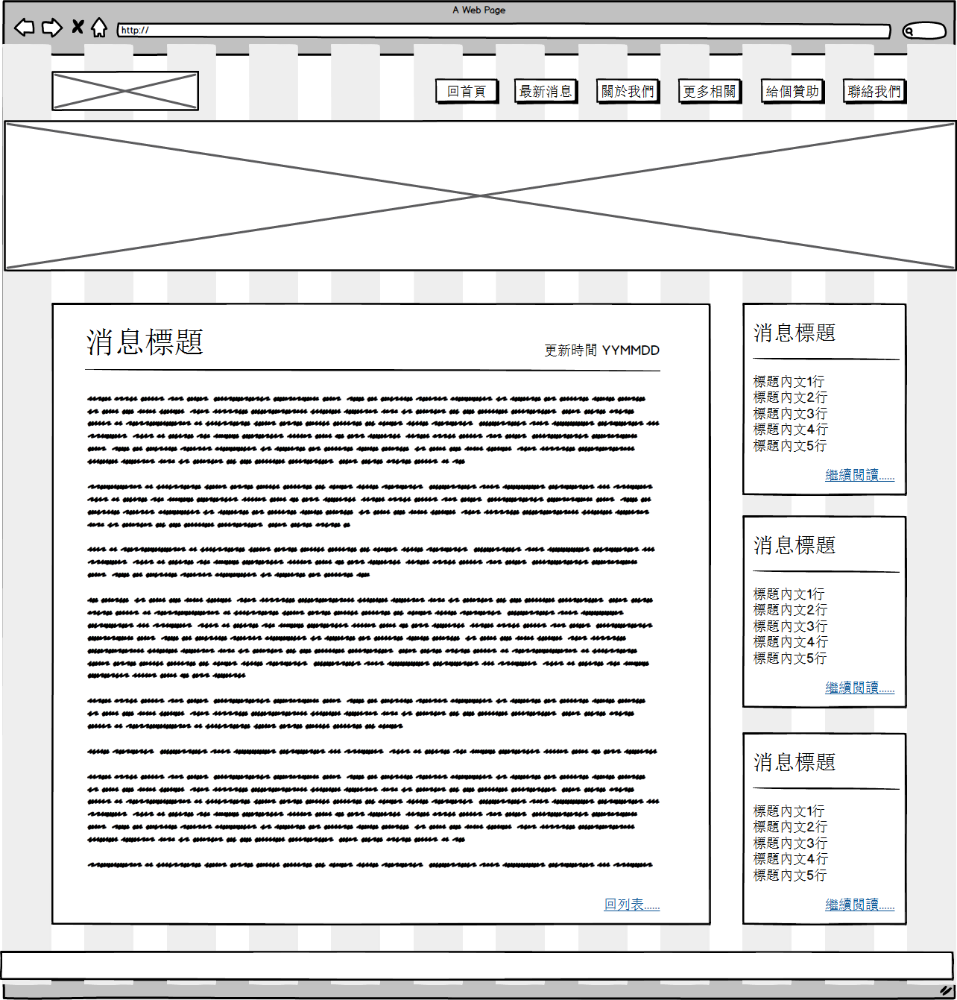 A Web Page
http://
回首頁
最新消息
關於我們
更多相關
給個贊助
聯絡我們
消息標題
更新時間 YYMMDD
回列表......
消息標題
標題內文1行
標題內文2行
標題內文3行
標題內文4行
標題內文5行
繼續閱讀......
消息標題
標題內文1行
標題內文2行
標題內文3行
標題內文4行
標題內文5行
繼續閱讀......
消息標題
標題內文1行
標題內文2行
標題內文3行
標題內文4行
標題內文5行
繼續閱讀......